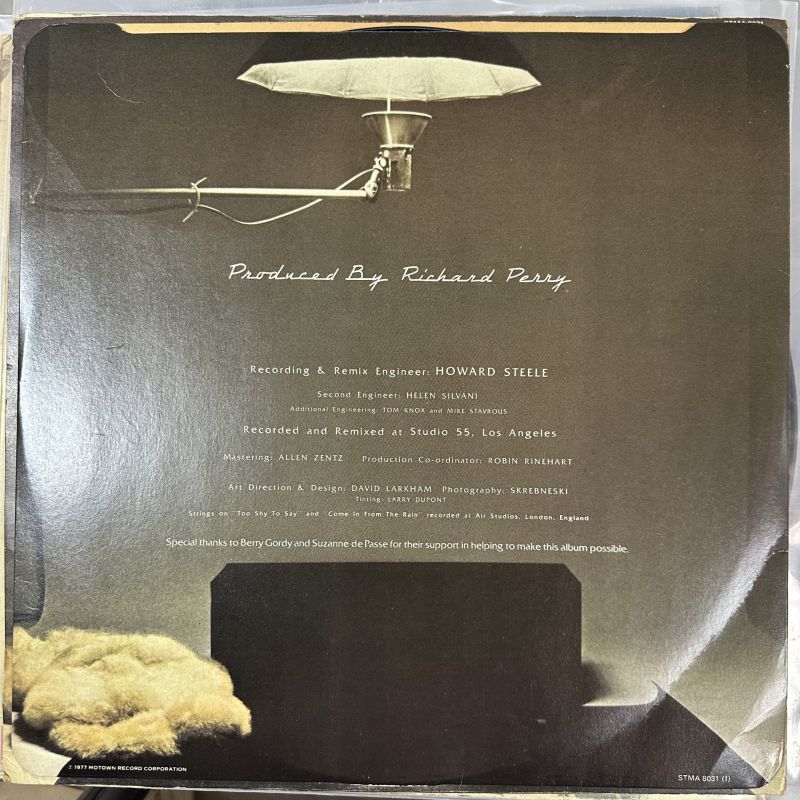 STMA 8031
Produced By Richard Perry
Recording & Remix Engineer: HOWARD STEELE
Second Engineer: HELEN SILVANI
Additional Engineering: TOM KNOX and MIKE STAVROUS
Recorded and Remixed at Studio 55, Los Angeles
Mastering: ALLEN ZENTZ Production Co-ordinator: ROBIN RINEHART
Art Direction & Design: DAVID LARKHAM Photography: SKREBNESKI
Tinting: LARRY DUPONT
Strings on "Too Shy To Say" and "Come In From The Rain" recorded at Air Studios, London, England
Special thanks to Berry Gordy and Suzanne de Passe for their support in helping to make this album possible.
1977 MOTOWN RECORD CORPORATION
STMA 8031 (I)